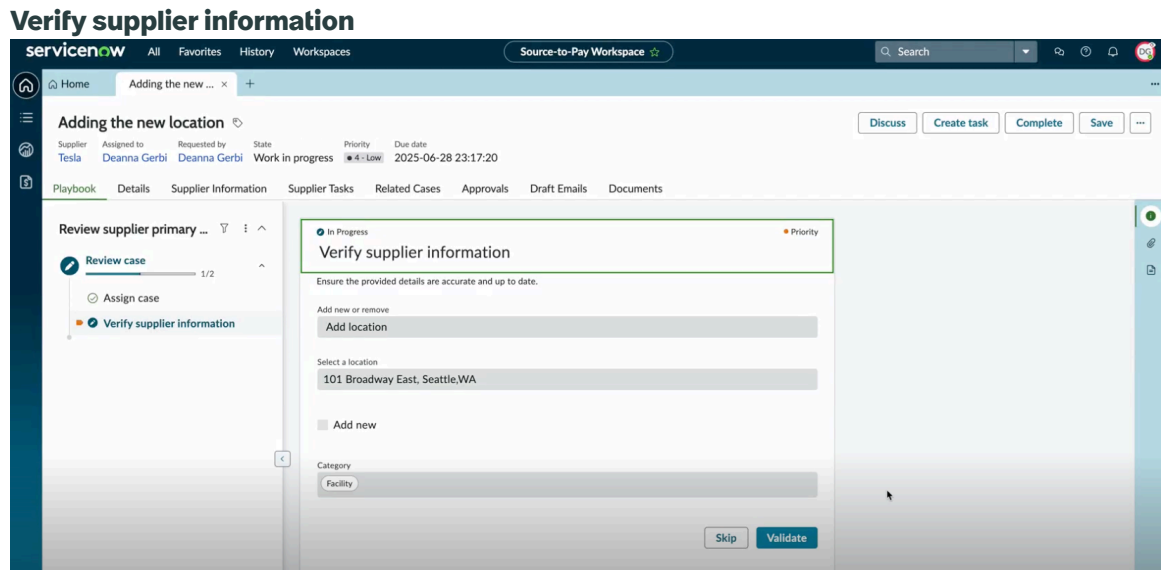 Verify supplier information
servicenow All Favorites History Workspaces Source-to-Pay Workspace Search DG
Home Adding the new ... × +
Adding the new location Discuss Create task Complete Save
Supplier Assigned to Requested by State Priority Due date
Tesla Deanna Gerbi Deanna Gerbi Work in progress 4 - Low 2025-06-28 23:17:20
Playbook Details Supplier Information Supplier Tasks Related Cases Approvals Draft Emails Documents
Review supplier primary ...
Review case
1/2
Assign case
Verify supplier information
In Progress Priority
Verify supplier information
Ensure the provided details are accurate and up to date.
Add new or remove
Add location
Select a location
101 Broadway East, Seattle,WA
Add new
Category
Facility
Skip Validate